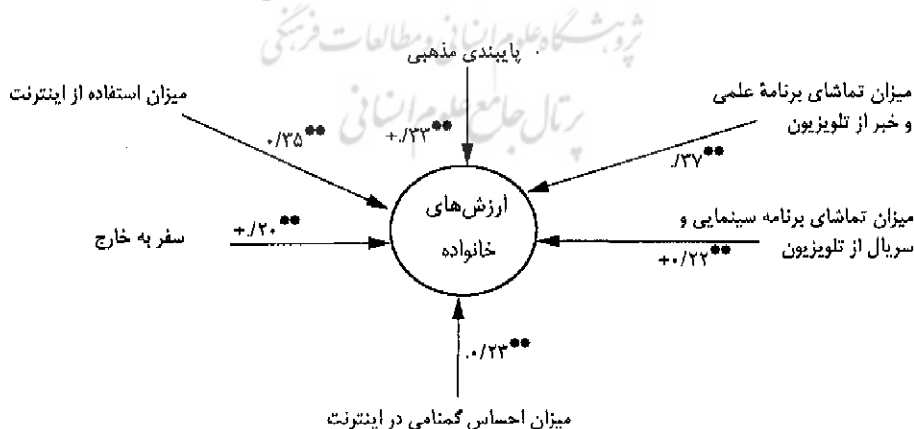 پژوهشگاه علوم انسانی و مطالعات فرهنگی
پرتال جامع علوم انسانی
پایبندی مذهبی
+./۳۳**
میزان تماشای برنامهٔ علمی
و خبر از تلویزیون
./۳۷**
میزان استفاده از اینترنت
۰/۳۵**
ارزش‌های
خانواده
میزان تماشای برنامه سینمایی و
سریال از تلویزیون
+۰/۲۲**
سفر به خارج
+./۲۰**
.۰/۲۳**
میزان احساس گمنامی در اینترنت